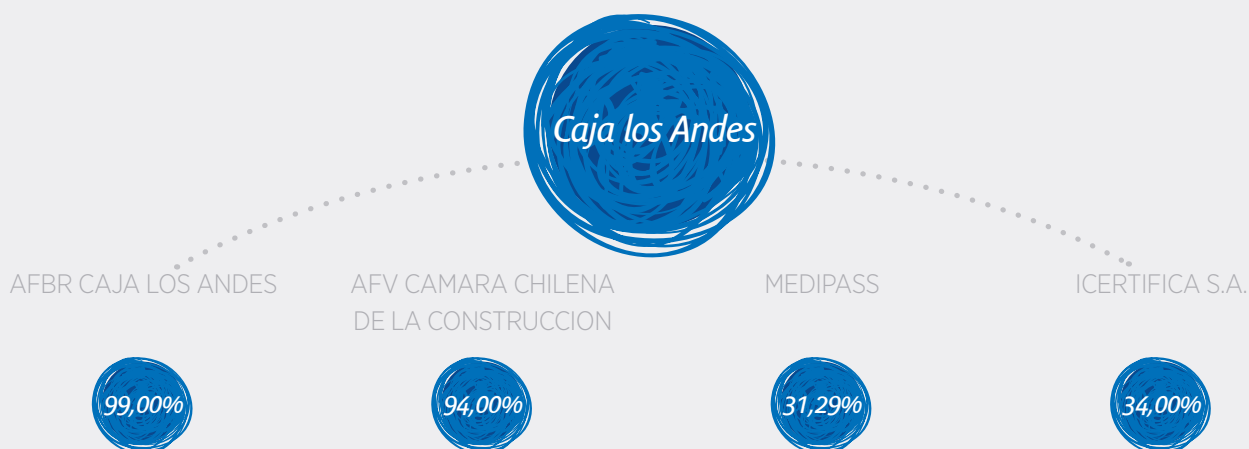 Caja los Andes
AFBR CAJA LOS ANDES
AFV CAMARA CHILENA
DE LA CONSTRUCCION
MEDIPASS
ICERTIFICA S.A.
99,00%
94,00%
31,29%
34,00%